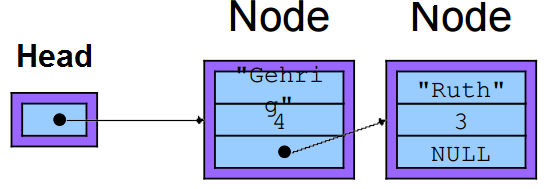 Node Node
Head
"Gehri
g"
4
"Ruth"
3
NULL